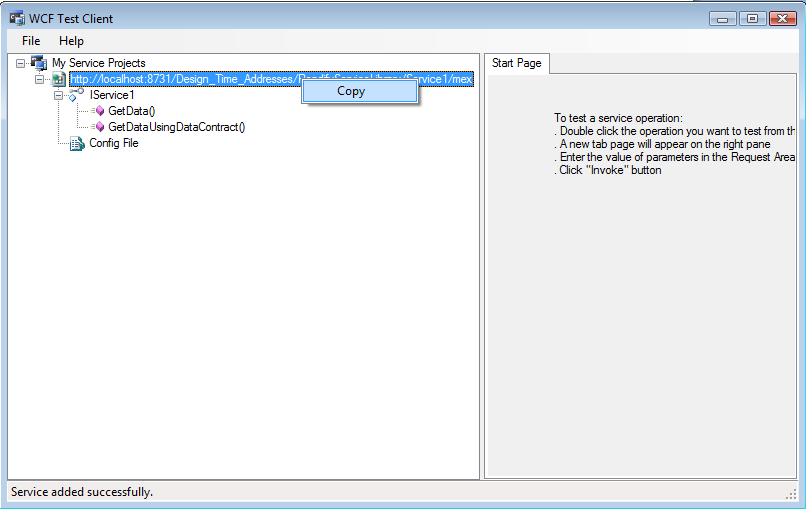 WCF Test Client
File Help
My Service Projects
http://localhost:8731/Design_Time_Addresses/ /Service1/mex
Copy
IService1
GetData()
GetDataUsingDataContract()
Config File
Start Page
To test a service operation:
. Double click the operation you want to test from th
. A new tab page will appear on the right pane
. Enter the value of parameters in the Request Area
. Click "Invoke" button
Service added successfully.